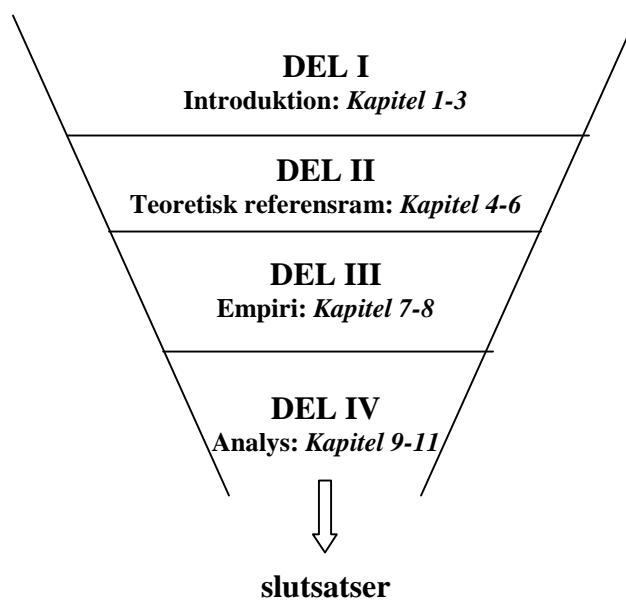 DEL I
Introduktion: Kapitel 1-3
DEL II
Teoretisk referensram: Kapitel 4-6
DEL III
Empiri: Kapitel 7-8
DEL IV
Analys: Kapitel 9-11
slutsatser